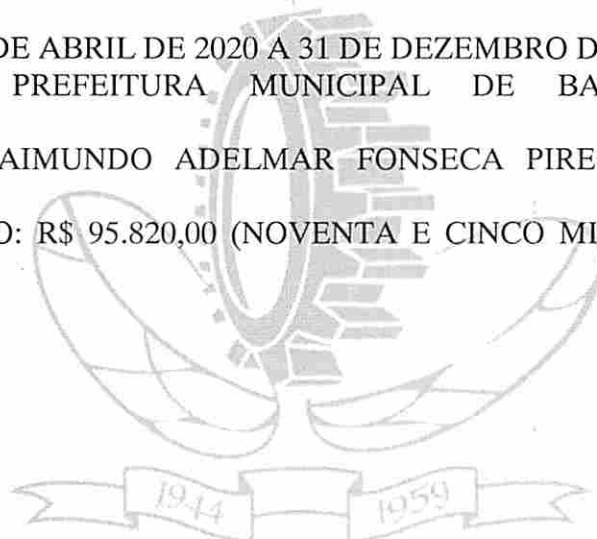 DE ABRIL DE 2020 A 31 DE DEZEMBRO D
PREFEITURA MUNICIPAL DE BA
AIMUNDO ADELMAR FONSECA PIRE
O: R$ 95.820,00 (NOVENTA E CINCO MI
1944 1959